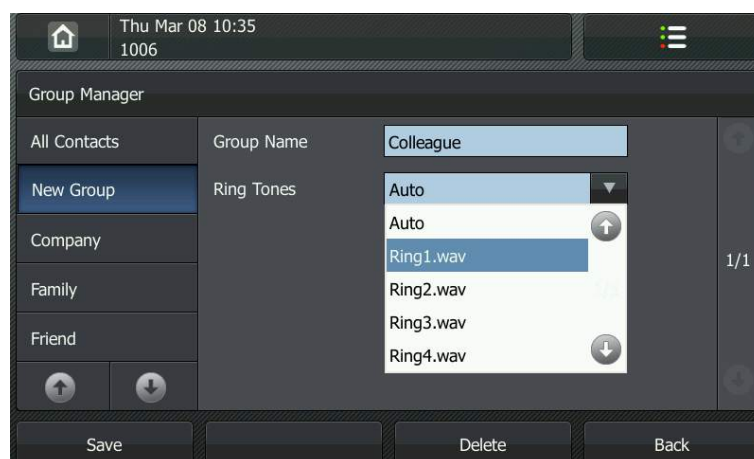 Thu Mar 08 10:35
1006
Group Manager
All Contacts
New Group
Company
Family
Friend
Group Name
Colleague
Ring Tones
Auto
Auto
Ring1.wav
Ring2.wav
Ring3.wav
Ring4.wav
1/1
Save
Delete
Back